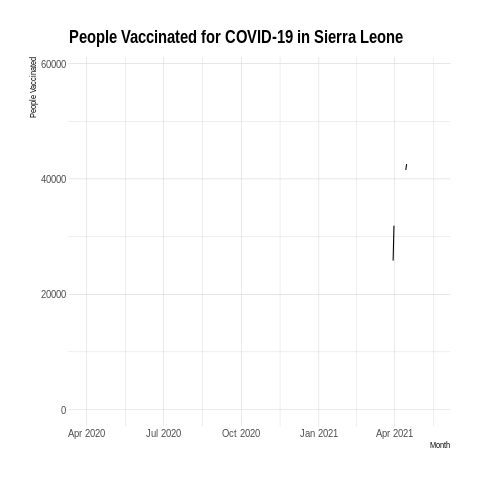 People Vaccinated for COVID-19 in Sierra Leone
People Vaccinated
60000
40000
20000
0
Apr 2020 Jul 2020 Oct 2020 Jan 2021 Apr 2021
Month